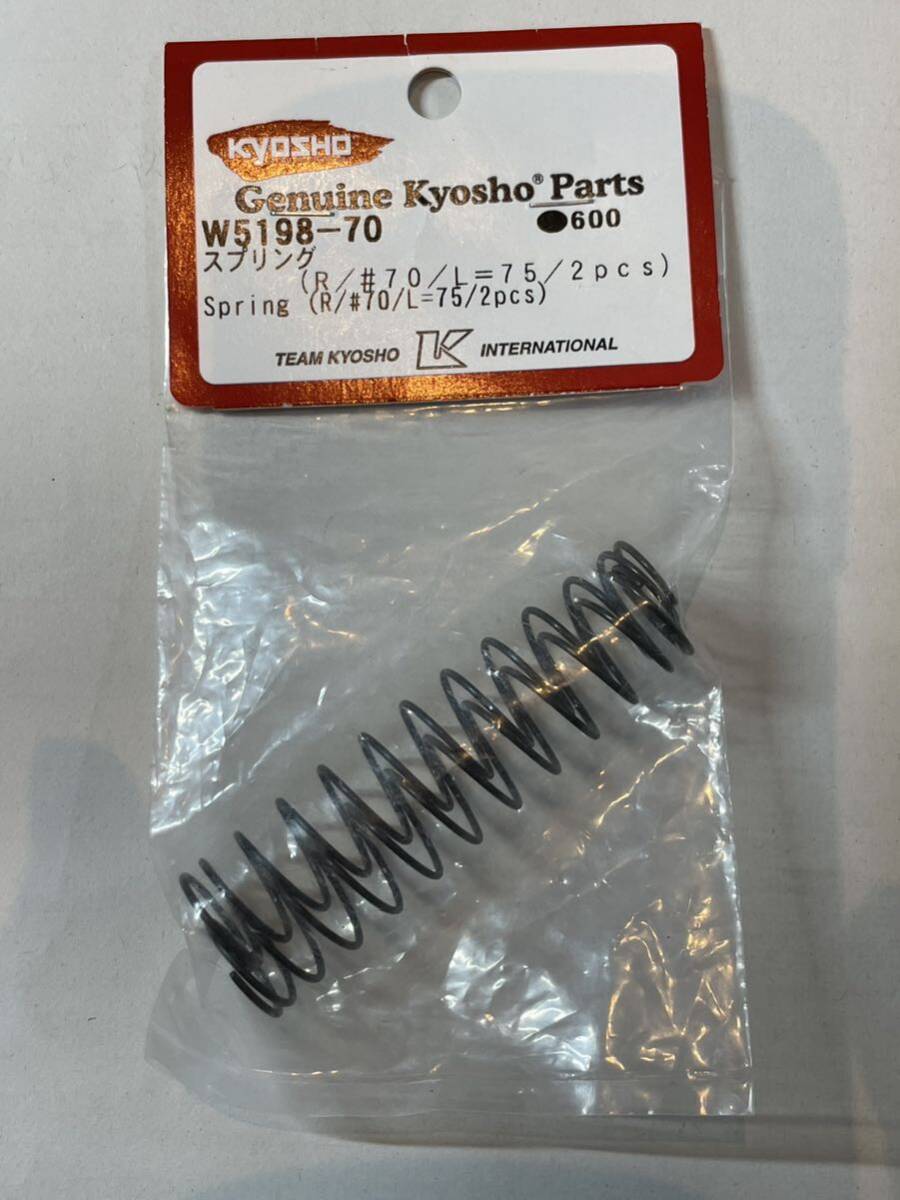 KYOSHO
Genuine Kyosho® Parts
W5198-70 ●600
スプリング
(R/#70/L=75/2pcs)
Spring (R/#70/L=75/2pcs)
TEAM KYOSHO K INTERNATIONAL